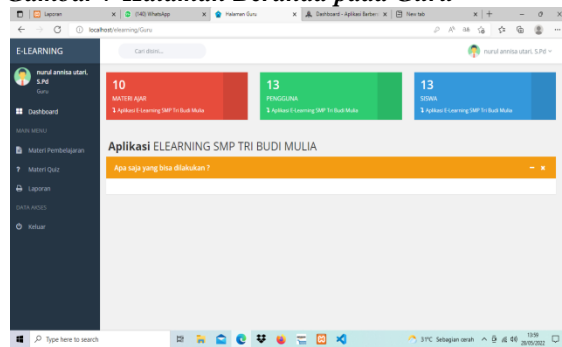 Gambar 4 Halaman Beranda pada Guru
Laporan
(140) WhatsApp
Halaman Guru
Dashboard - Aplikasi Barber
New tab
localhost/elearning/Guru
E-LEARNING
Cari disini...
nurul annisa utari, S.Pd
nurul annisa utari,
S.Pd
Guru
Dashboard
MAIN MENU
Materi Pembelajaran
Materi Quiz
Laporan
DATA AKSES
Keluar
10
MATERI AJAR
1 Aplikasi E-Learning SMP Tri Budi Mulia
13
PENGGUNA
1 Aplikasi E-Learning SMP Tri Budi Mulia
13
SISWA
1 Aplikasi E-Learning SMP Tri Budi Mulia
Aplikasi ELEARNING SMP TRI BUDI MULIA
Apa saja yang bisa dilakukan ?
Type here to search
31°C Sebagian cerah
13:59
28/05/2022